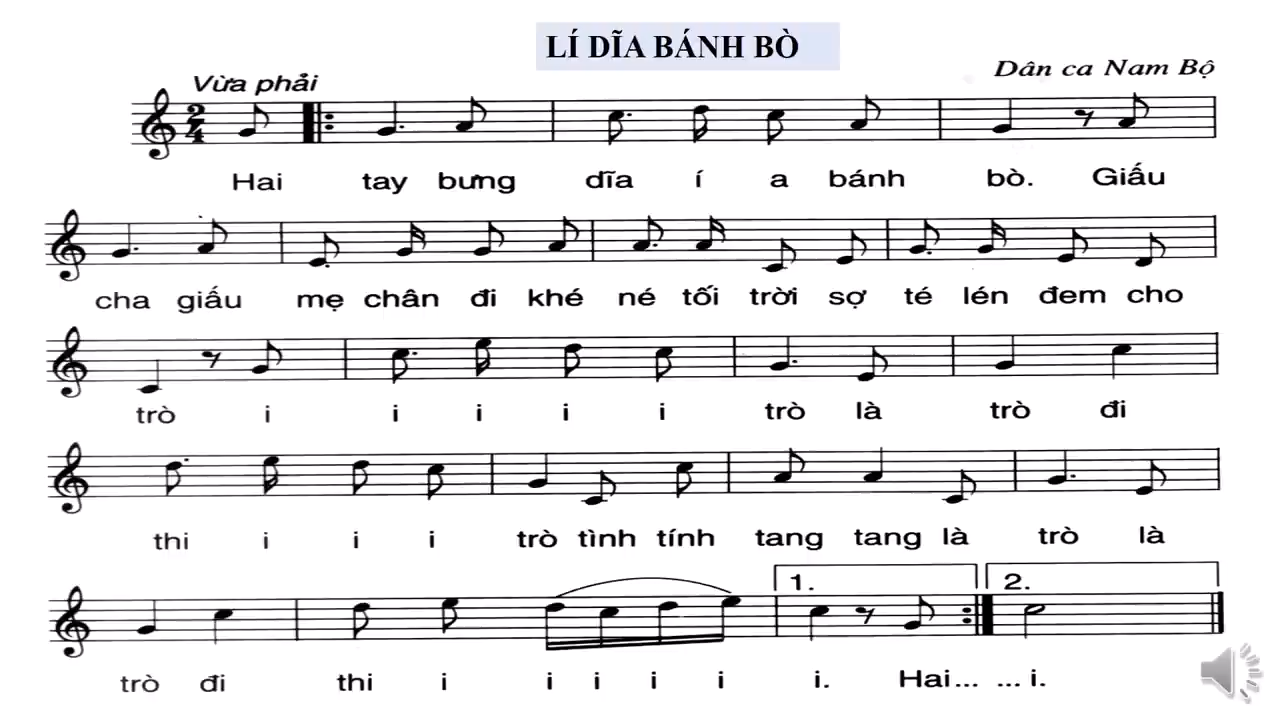 LÍ DĨA BÁNH BÒ
Vừa phải
Dân ca Nam Bộ
2
4
Hai tay bưng dĩa í a bánh bò. Giấu
cha giấu mẹ chân đi khé né tối trời sợ té lén đem cho
trò i i i i i trò là trò đi
thi i i i trò tình tính tang tang là trò là
1. 2.
trò đi thi i i i i i i. Hai... ...i.